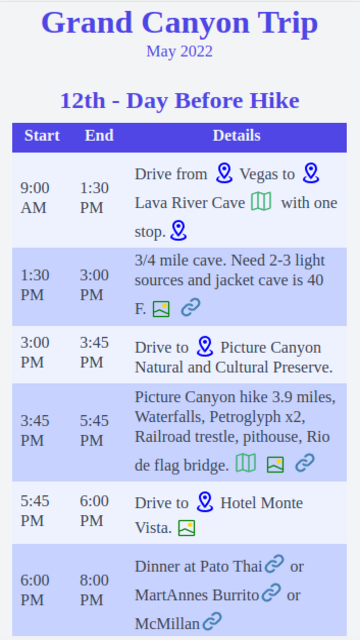 Grand Canyon Trip
May 2022
12th - Day Before Hike
Start End Details
9:00 AM 1:30 PM Drive from Vegas to
Lava River Cave with one
stop.
1:30 PM 3:00 PM 3/4 mile cave. Need 2-3 light
sources and jacket cave is 40
F.
3:00 PM 3:45 PM Drive to Picture Canyon
Natural and Cultural Preserve.
3:45 PM 5:45 PM Picture Canyon hike 3.9 miles,
Waterfalls, Petroglyph x2,
Railroad trestle, pithouse, Rio
de flag bridge.
5:45 PM 6:00 PM Drive to Hotel Monte
Vista.
6:00 PM 8:00 PM Dinner at Pato Thai or
MartAnnes Burrito or
McMillan